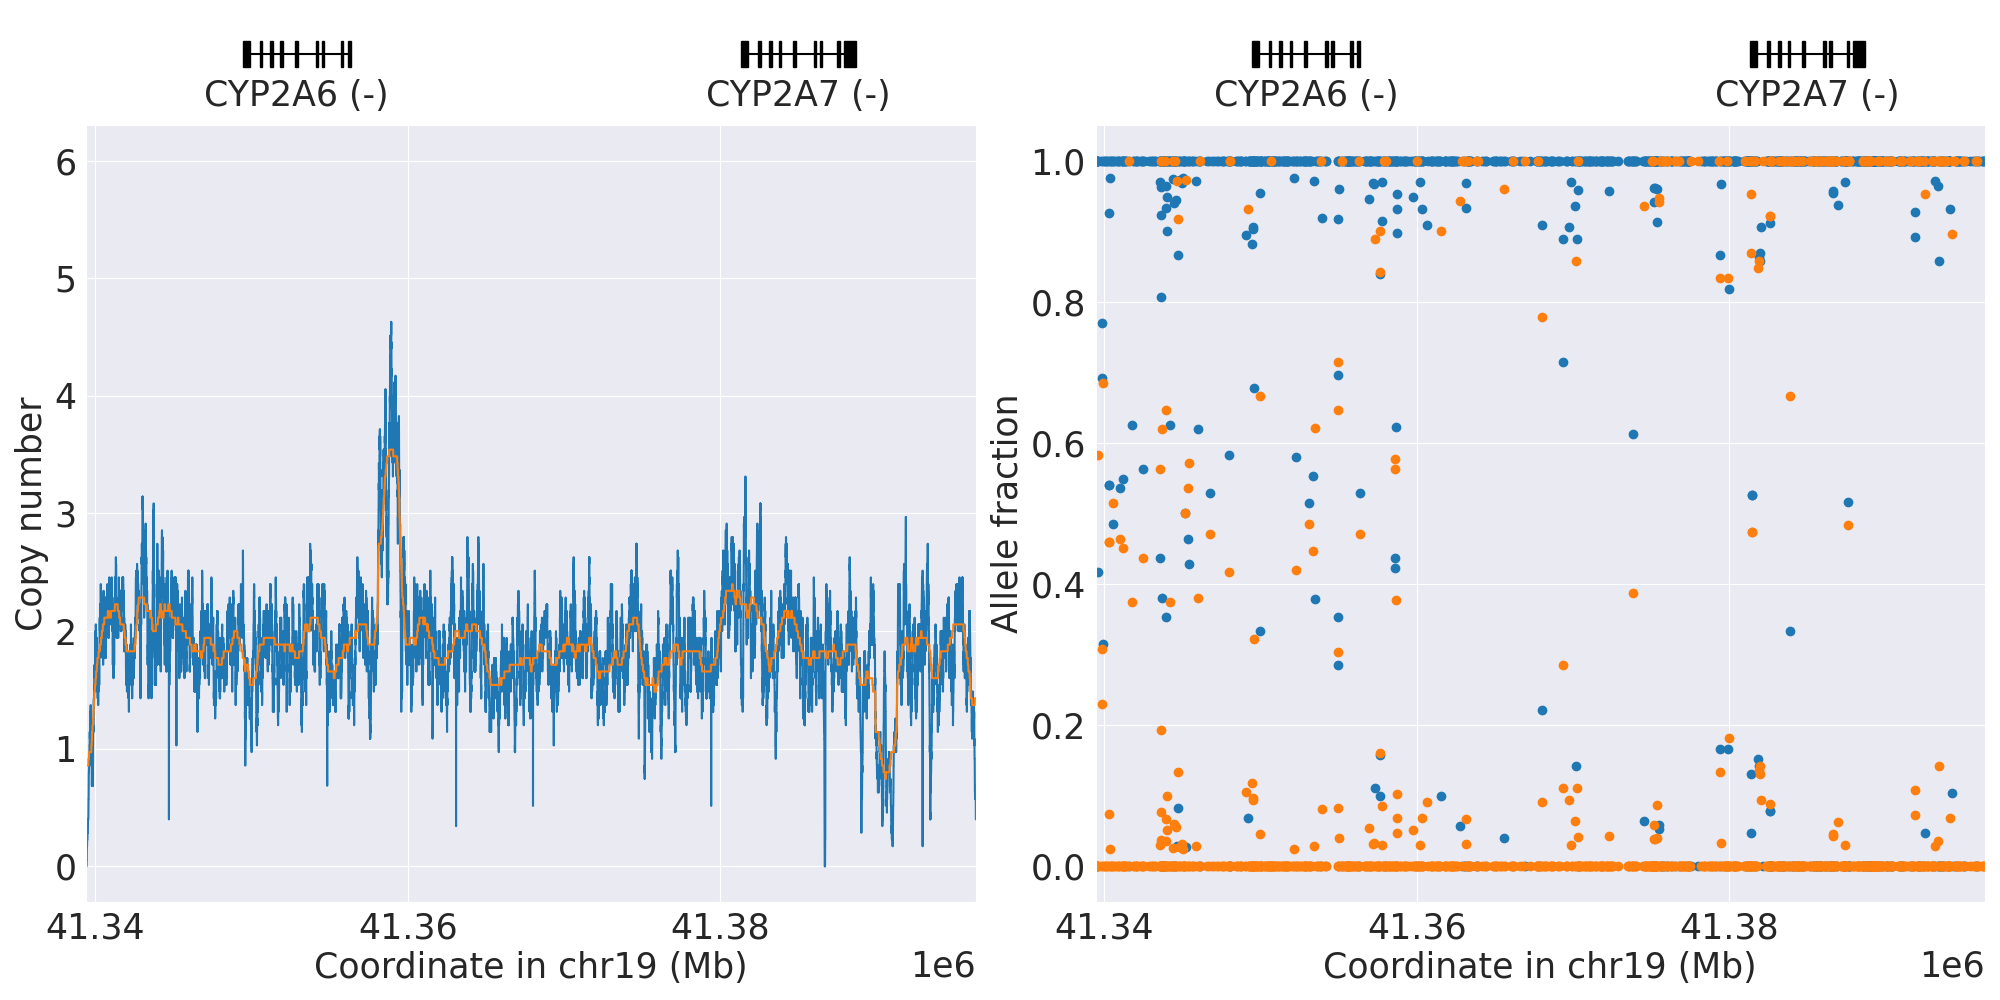 CYP2A6 (-)
CYP2A7 (-)
6
5
4
3
2
1
0
Copy number
41.34
41.36
41.38
Coordinate in chr19 (Mb)
1e6
CYP2A6 (-)
CYP2A7 (-)
1.0
0.8
0.6
0.4
0.2
0.0
Allele fraction
41.34
41.36
41.38
Coordinate in chr19 (Mb)
1e6